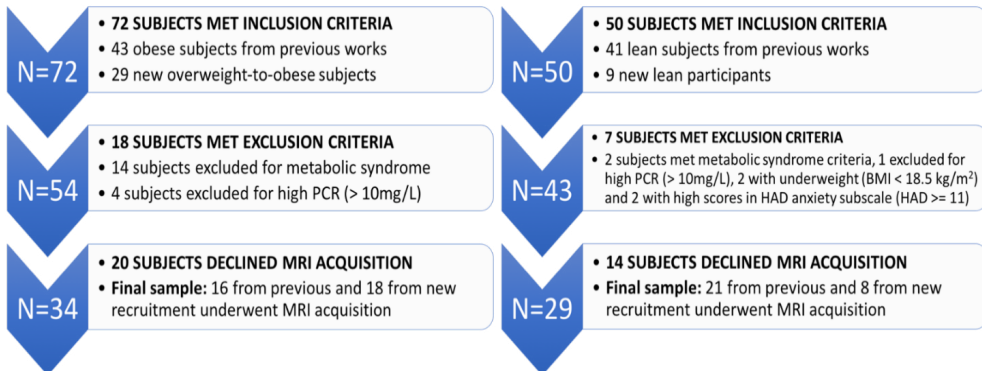 N=72
• 72 SUBJECTS MET INCLUSION CRITERIA
• 43 obese subjects from previous works
• 29 new overweight-to-obese subjects
N=54
• 18 SUBJECTS MET EXCLUSION CRITERIA
• 14 subjects excluded for metabolic syndrome
• 4 subjects excluded for high PCR (> 10mg/L)
N=34
• 20 SUBJECTS DECLINED MRI ACQUISITION
• Final sample: 16 from previous and 18 from new
recruitment underwent MRI acquisition
N=50
• 50 SUBJECTS MET INCLUSION CRITERIA
• 41 lean subjects from previous works
• 9 new lean participants
N=43
• 7 SUBJECTS MET EXCLUSION CRITERIA
• 2 subjects met metabolic syndrome criteria, 1 excluded for
high PCR (> 10mg/L), 2 with underweight (BMI < 18.5 kg/m²)
and 2 with high scores in HAD anxiety subscale (HAD >= 11)
N=29
• 14 SUBJECTS DECLINED MRI ACQUISITION
• Final sample: 21 from previous and 8 from new
recruitment underwent MRI acquisition